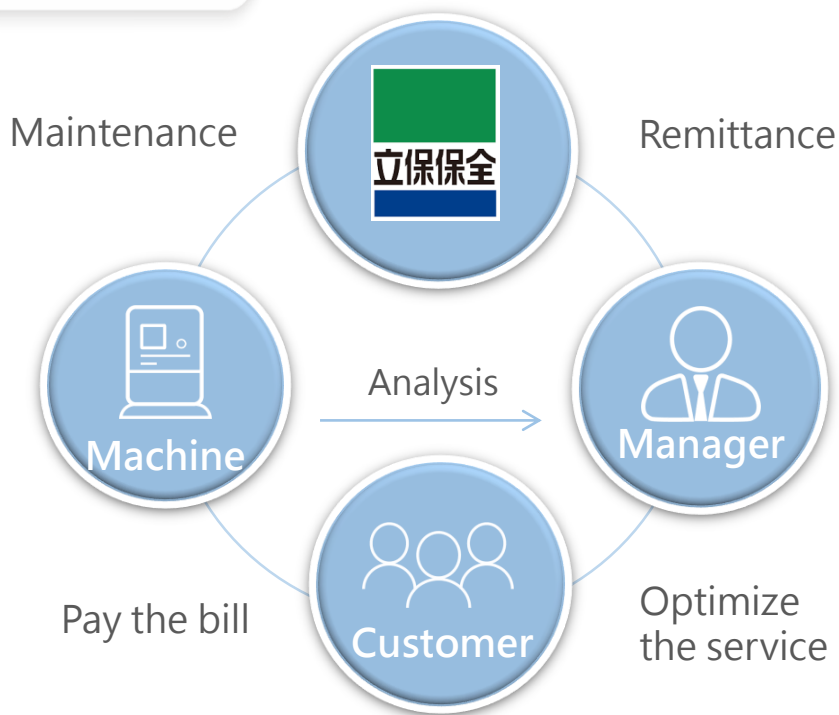 Maintenance
立保保全
Remittance
Machine
Analysis
Manager
Pay the bill
Customer
Optimize
the service